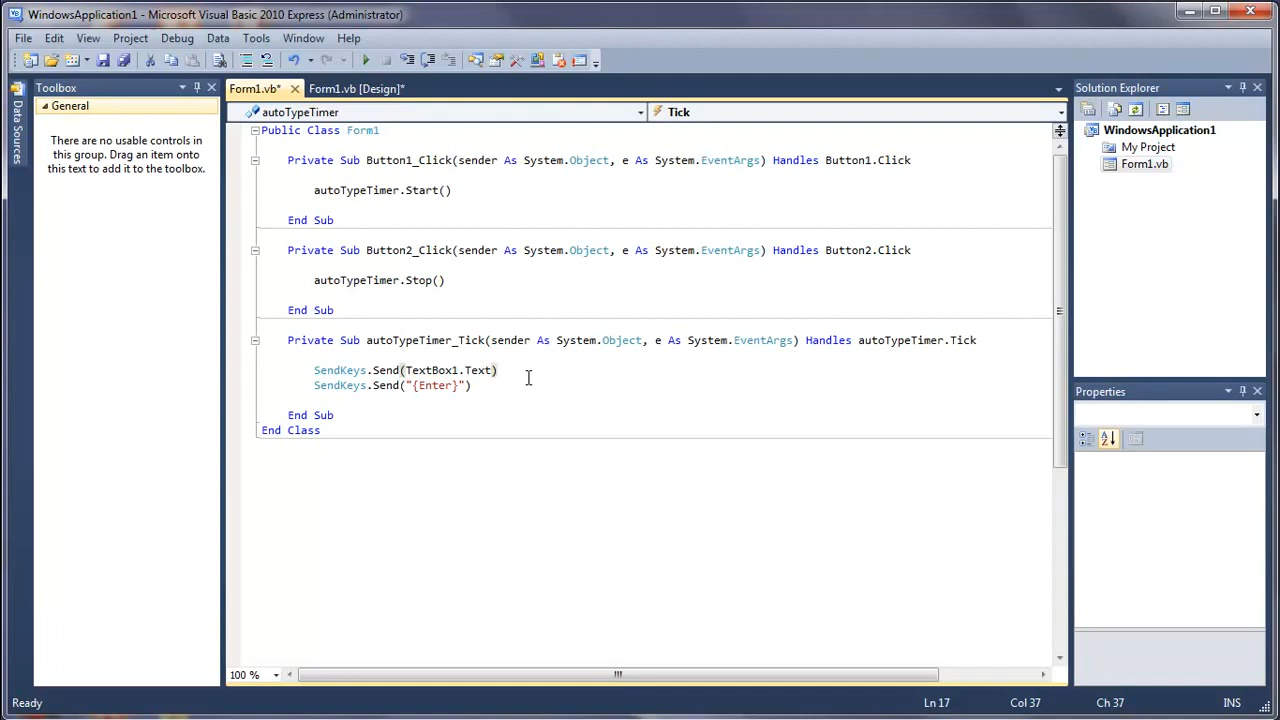 WindowsApplication1 - Microsoft Visual Basic 2010 Express (Administrator)
File Edit View Project Debug Data Tools Window Help
Toolbox
Form1.vb* Form1.vb [Design]*
Solution Explorer
Data Sources
General
There are no usable controls in
this group. Drag an item onto
this text to add it to the toolbox.
autoTypeTimer Tick
Public Class Form1
Private Sub Button1_Click(sender As System.Object, e As System.EventArgs) Handles Button1.Click
autoTypeTimer.Start()
End Sub
Private Sub Button2_Click(sender As System.Object, e As System.EventArgs) Handles Button2.Click
autoTypeTimer.Stop()
End Sub
Private Sub autoTypeTimer_Tick(sender As System.Object, e As System.EventArgs) Handles autoTypeTimer.Tick
SendKeys.Send(TextBox1.Text)
SendKeys.Send("{Enter}")
End Sub
End Class
WindowsApplication1
My Project
Form1.vb
Properties
100 %
Ready Ln 17 Col 37 Ch 37 INS